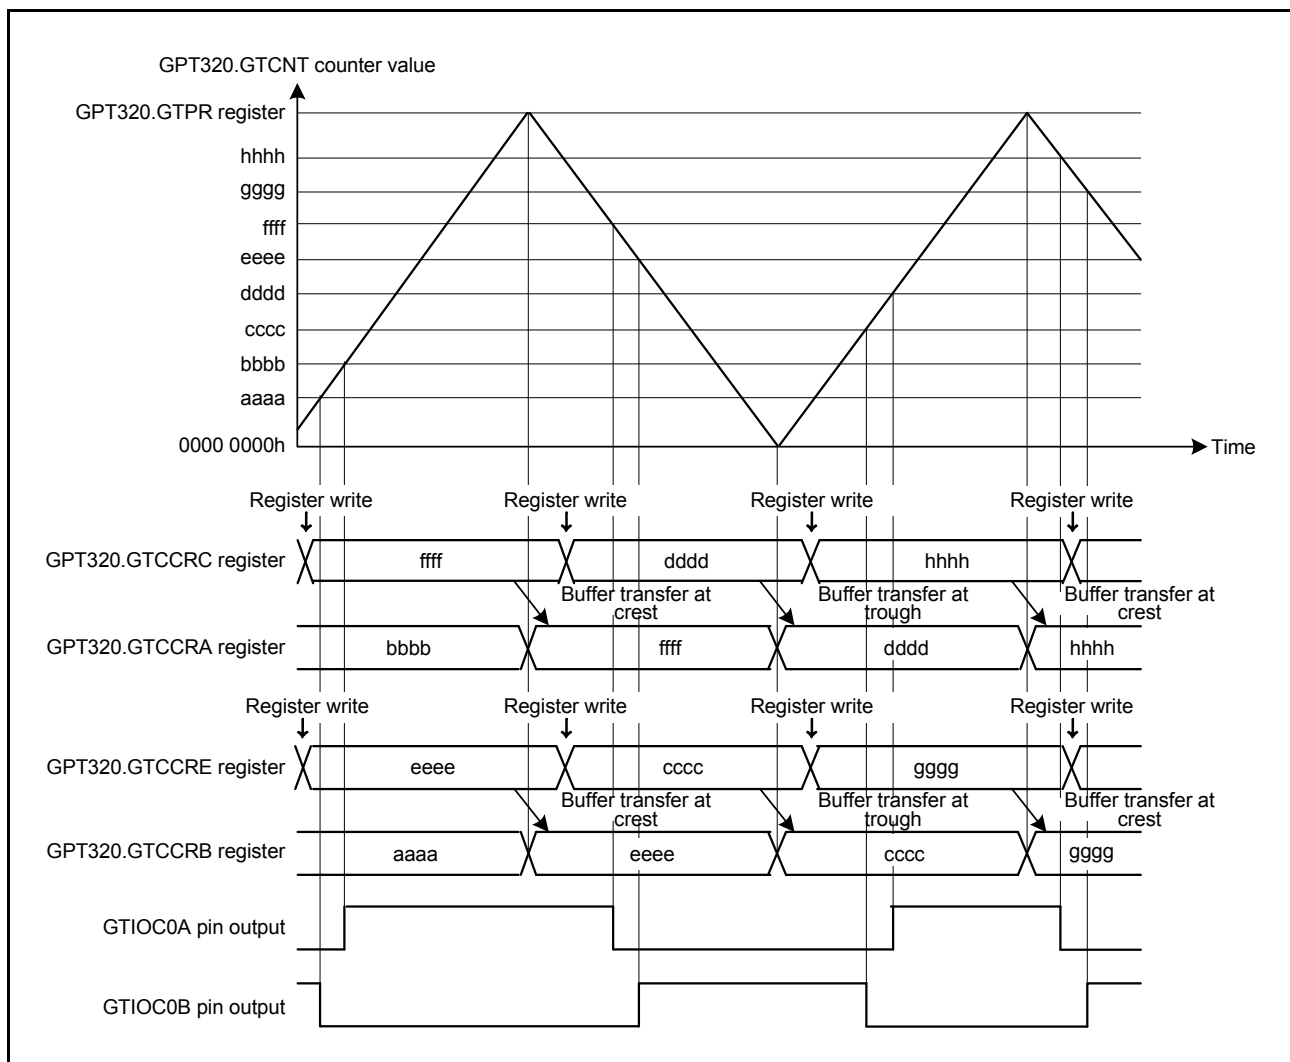 GPT320.GTCNT counter value
GPT320.GTPR register
hhhh
gggg
ffff
eeee
dddd
cccc
bbbb
aaaa
0000 0000h
Time
Register write Register write Register write Register write
GPT320.GTCCRC register ffff dddd hhhh
Buffer transfer at Buffer transfer at Buffer transfer at
crest trough crest
GPT320.GTCCRA register bbbb ffff dddd hhhh
Register write Register write Register write Register write
GPT320.GTCCRE register eeee cccc gggg
Buffer transfer at Buffer transfer at Buffer transfer at
crest trough crest
GPT320.GTCCRB register aaaa eeee cccc gggg
GTIOC0A pin output
GTIOC0B pin output